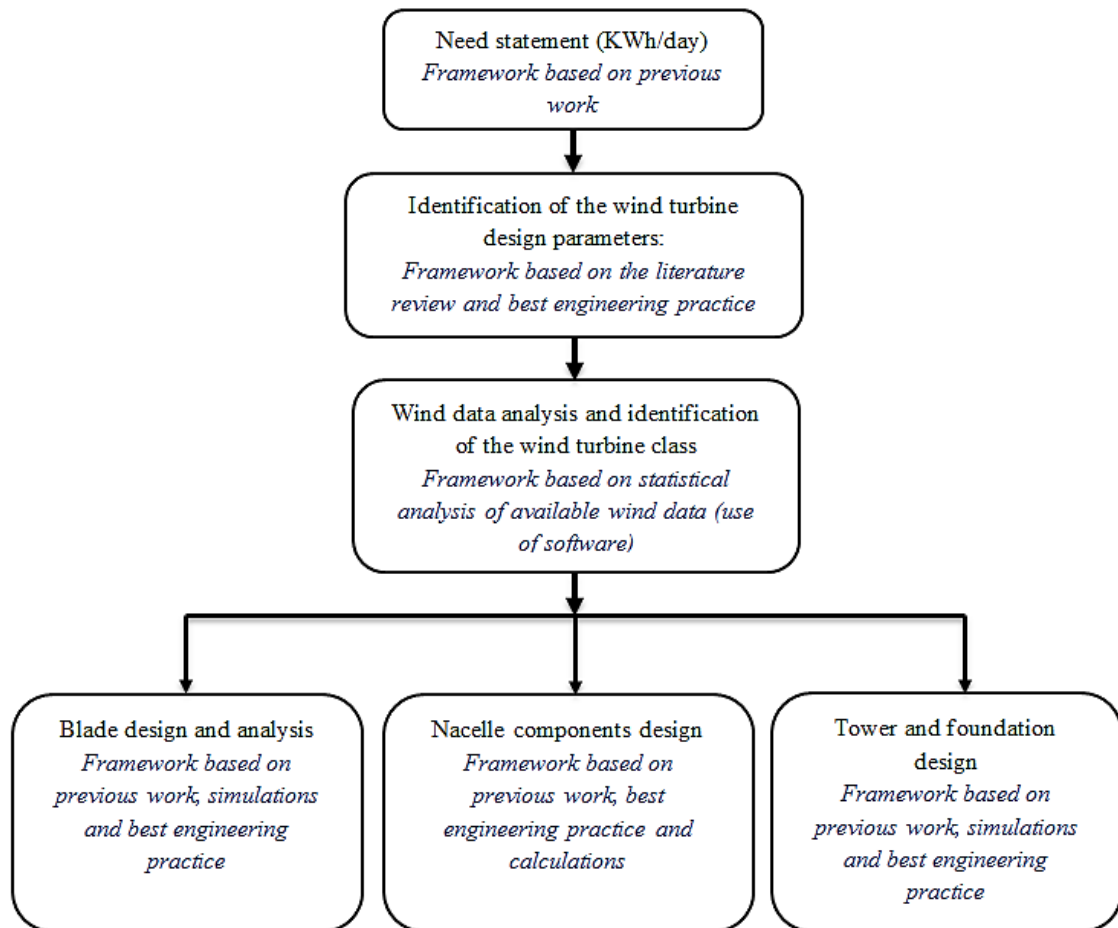 Need statement (KWh/day)
Framework based on previous
work
Identification of the wind turbine
design parameters:
Framework based on the literature
review and best engineering practice
Wind data analysis and identification
of the wind turbine class
Framework based on statistical
analysis of available wind data (use
of software)
Blade design and analysis
Framework based on
previous work, simulations
and best engineering
practice
Nacelle components design
Framework based on
previous work, best
engineering practice and
calculations
Tower and foundation
design
Framework based on
previous work, simulations
and best engineering
practice